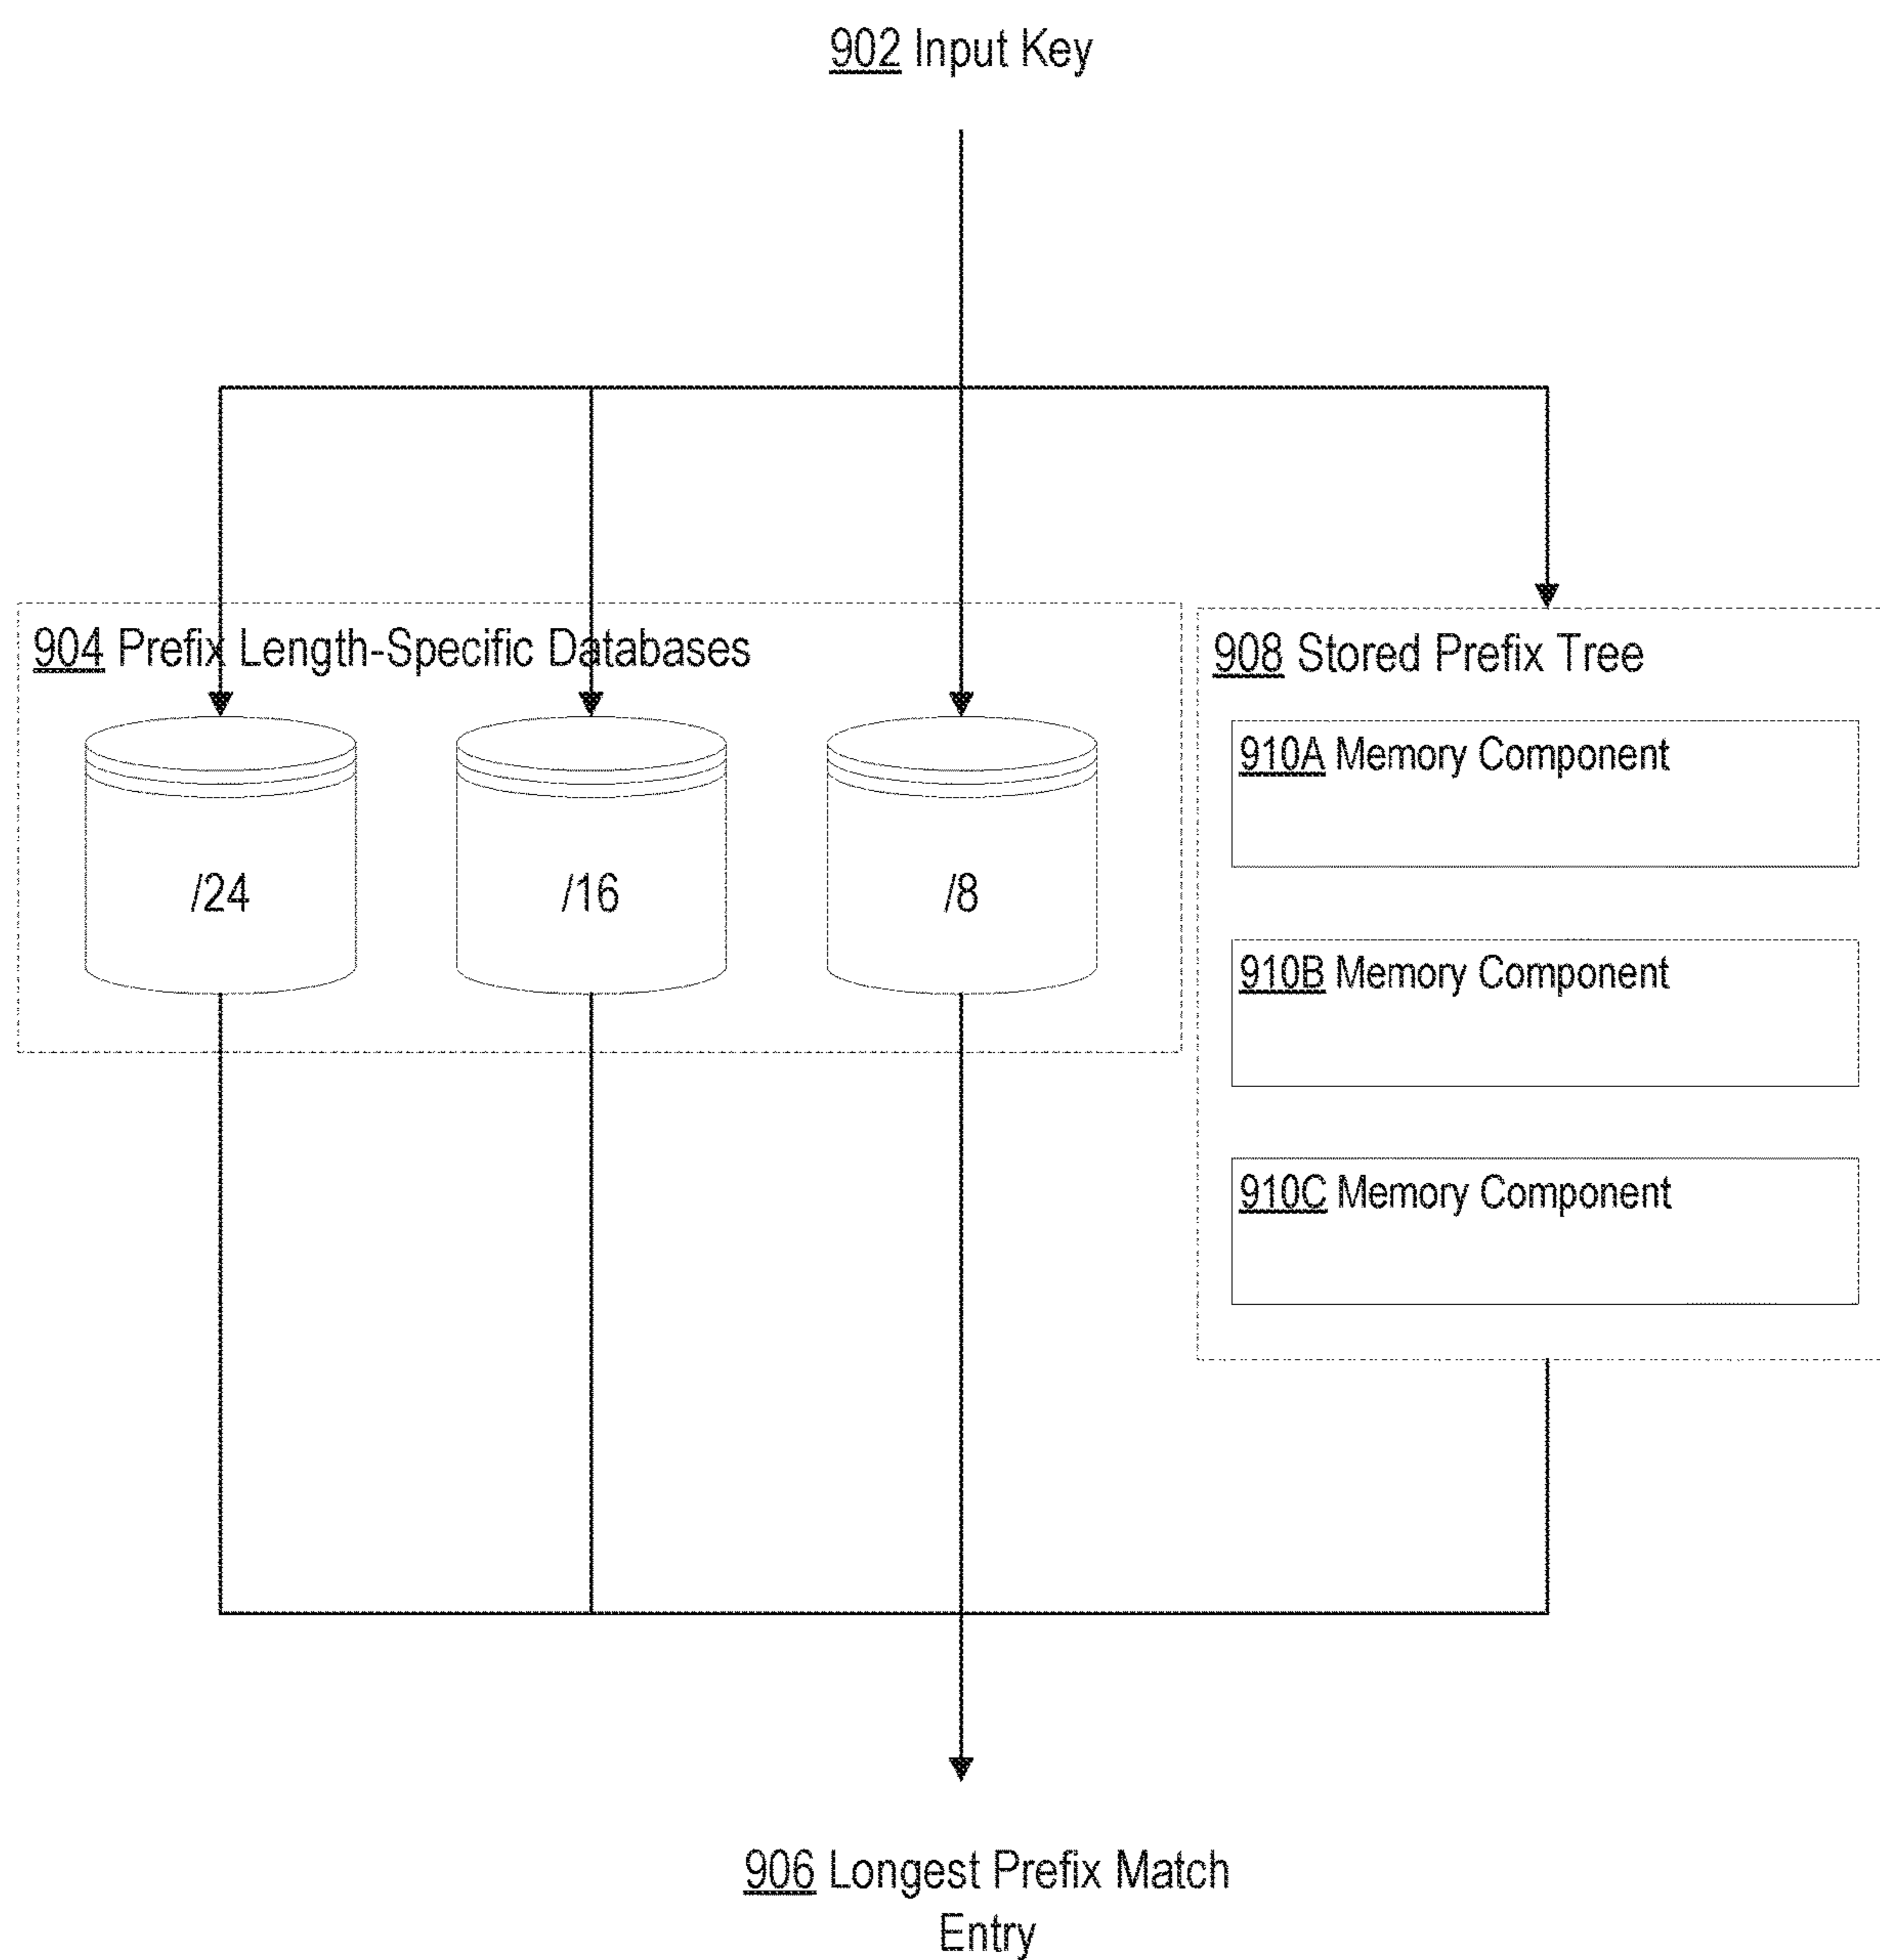 902 Input Key
904 Prefix Length-Specific Databases
/24
/16
/8
908 Stored Prefix Tree
910A Memory Component
910B Memory Component
910C Memory Component
906 Longest Prefix Match
Entry